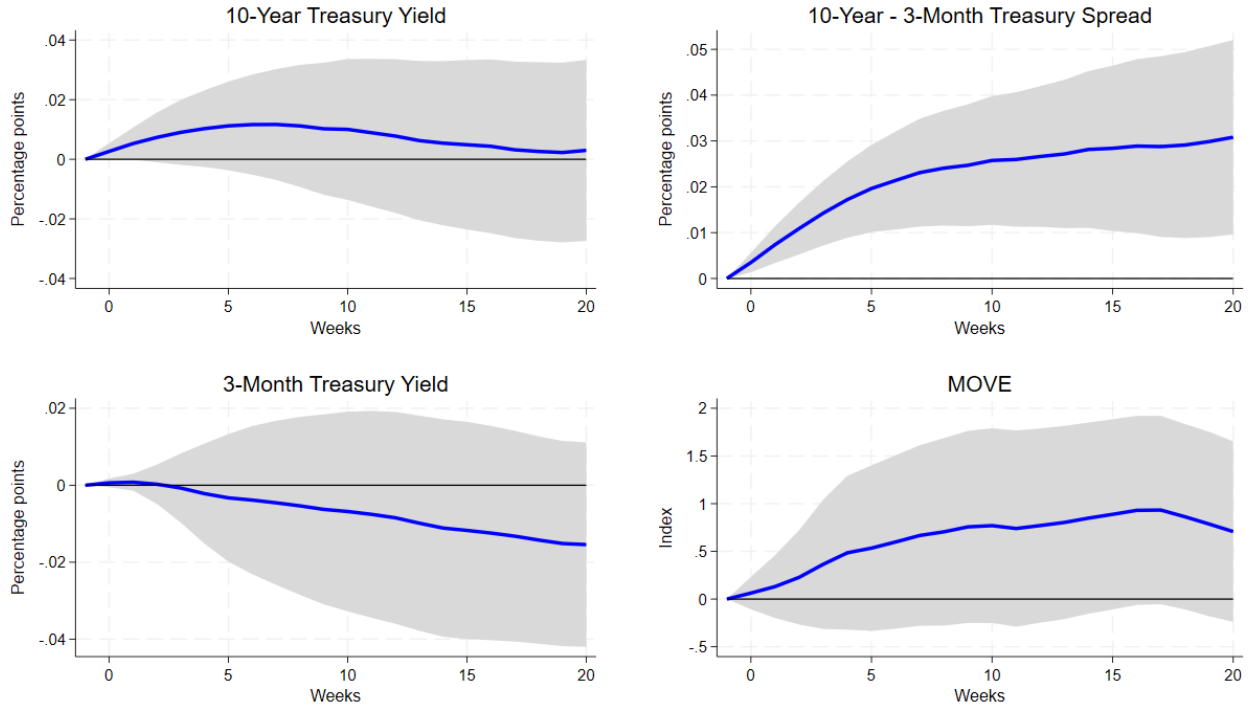 10-Year Treasury Yield
Percentage points
.04
.02
0
-.02
-.04
0 5 10 15 20
Weeks
10-Year - 3-Month Treasury Spread
Percentage points
.05
.04
.03
.02
.01
0
0 5 10 15 20
Weeks
3-Month Treasury Yield
Percentage points
.02
0
-.02
-.04
0 5 10 15 20
Weeks
MOVE
Index
2
1.5
1
.5
0
-.5
0 5 10 15 20
Weeks